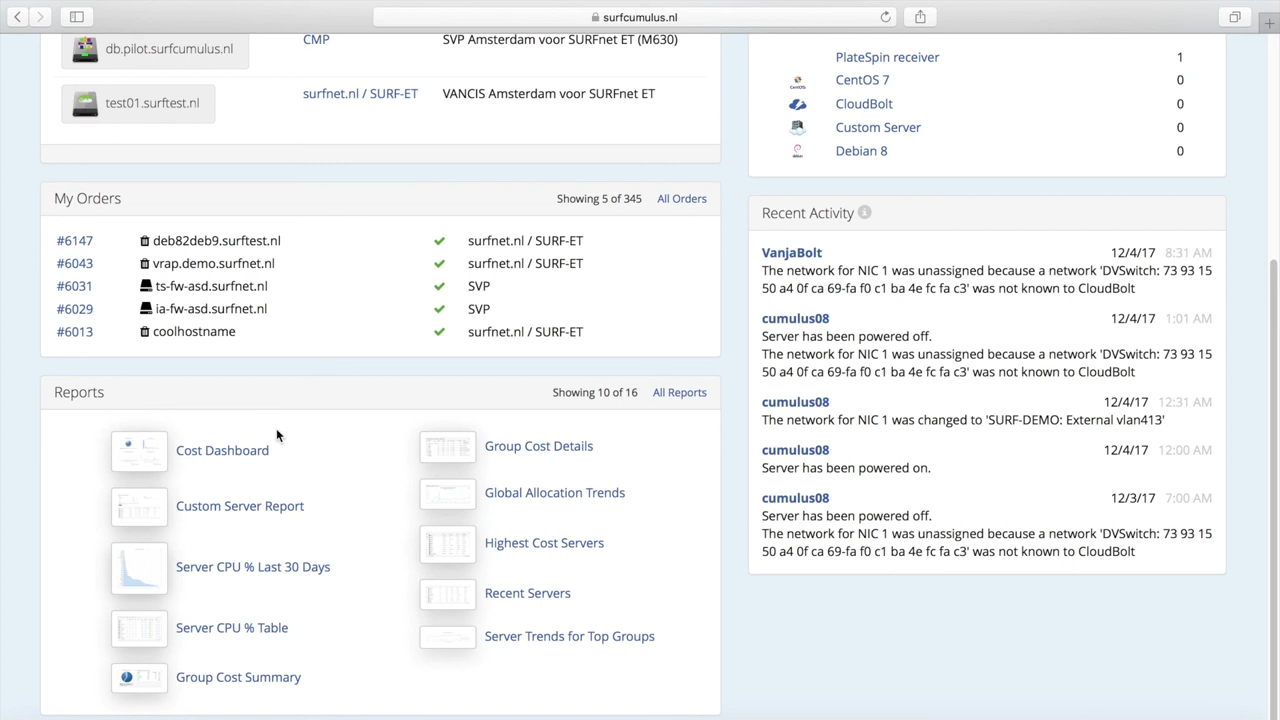 surfcumulus.nl
db.pilot.surfcumulus.nl CMP SVP Amsterdam voor SURFnet ET (M630)
test01.surftest.nl surfnet.nl / SURF-ET VANCIS Amsterdam voor SURFnet ET
My Orders Showing 5 of 345 All Orders
#6147 deb82deb9.surftest.nl surfnet.nl / SURF-ET
#6043 vrap.demo.surfnet.nl surfnet.nl / SURF-ET
#6031 ts-fw-asd.surfnet.nl SVP
#6029 ia-fw-asd.surfnet.nl SVP
#6013 coolhostname surfnet.nl / SURF-ET
Reports Showing 10 of 16 All Reports
Cost Dashboard
Custom Server Report
Server CPU % Last 30 Days
Server CPU % Table
Group Cost Summary
Group Cost Details
Global Allocation Trends
Highest Cost Servers
Recent Servers
Server Trends for Top Groups
PlateSpin receiver 1
CentOS 7 0
CloudBolt 0
Custom Server 0
Debian 8 0
Recent Activity
VanjaBolt 12/4/17 8:31 AM
The network for NIC 1 was unassigned because a network 'DVSwitch: 73 93 15
50 a4 0f ca 69-fa f0 c1 ba 4e fc fa c3' was not known to CloudBolt
cumulus08 12/4/17 1:01 AM
Server has been powered off.
The network for NIC 1 was unassigned because a network 'DVSwitch: 73 93 15
50 a4 0f ca 69-fa f0 c1 ba 4e fc fa c3' was not known to CloudBolt
cumulus08 12/4/17 12:31 AM
The network for NIC 1 was changed to 'SURF-DEMO: External vlan413'
cumulus08 12/4/17 12:00 AM
Server has been powered on.
cumulus08 12/3/17 7:00 AM
Server has been powered off.
The network for NIC 1 was unassigned because a network 'DVSwitch: 73 93 15
50 a4 0f ca 69-fa f0 c1 ba 4e fc fa c3' was not known to CloudBolt